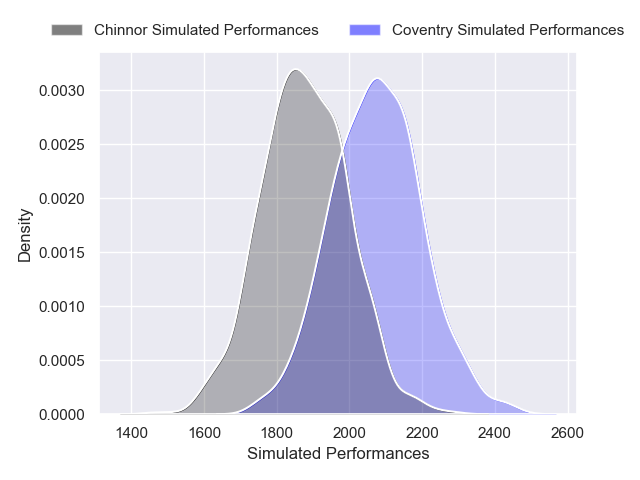 Chinnor Simulated Performances Coventry Simulated Performances
0.0030
0.0025
0.0020
0.0015
0.0010
0.0005
0.0000
Density
1400 1600 1800 2000 2200 2400 2600
Simulated Performances